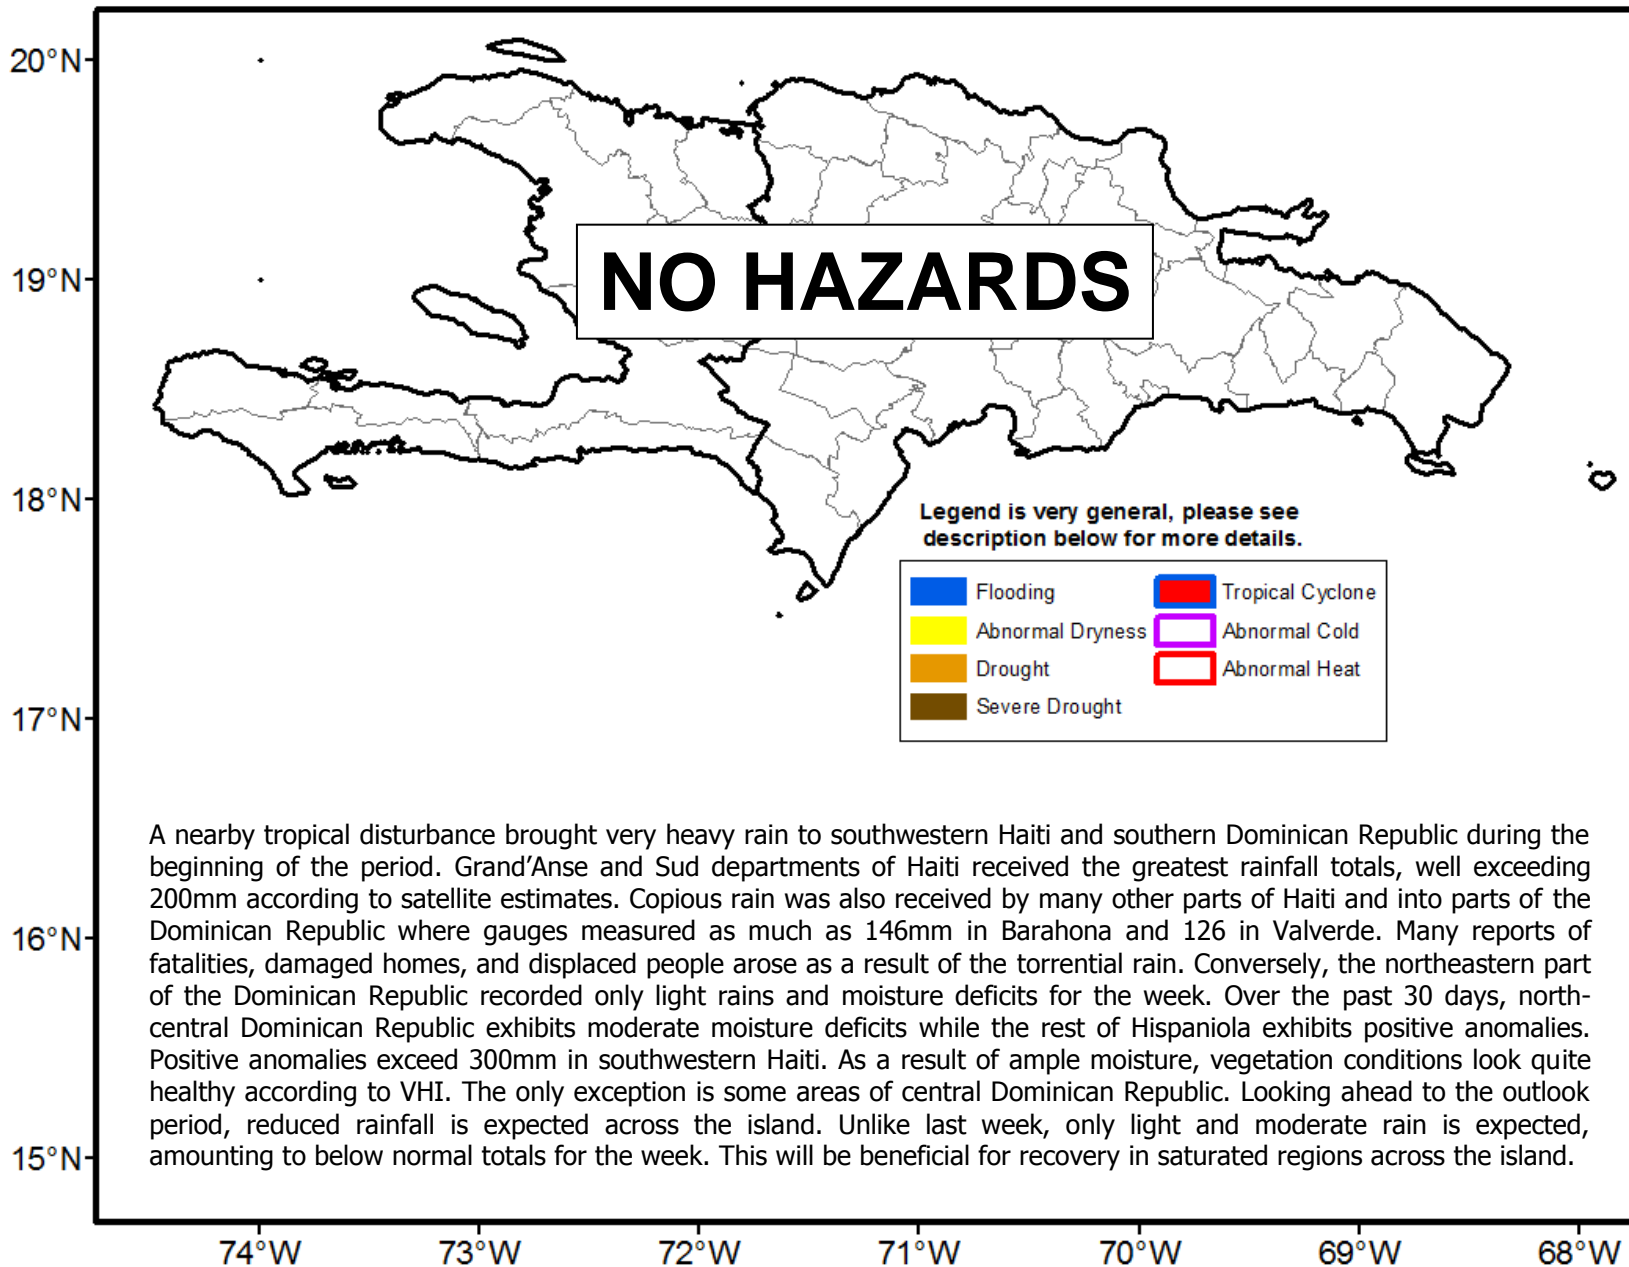 20°N
19°N
18°N
17°N
16°N
15°N
NO HAZARDS
Legend is very general, please see
description below for more details.
Flooding
Tropical Cyclone
Abnormal Dryness
Abnormal Cold
Drought
Abnormal Heat
Severe Drought
A nearby tropical disturbance brought very heavy rain to southwestern Haiti and southern Dominican Republic during the
beginning of the period. Grand’Anse and Sud departments of Haiti received the greatest rainfall totals, well exceeding
200mm according to satellite estimates. Copious rain was also received by many other parts of Haiti and into parts of the
Dominican Republic where gauges measured as much as 146mm in Barahona and 126 in Valverde. Many reports of
fatalities, damaged homes, and displaced people arose as a result of the torrential rain. Conversely, the northeastern part
of the Dominican Republic recorded only light rains and moisture deficits for the week. Over the past 30 days, north-
central Dominican Republic exhibits moderate moisture deficits while the rest of Hispaniola exhibits positive anomalies.
Positive anomalies exceed 300mm in southwestern Haiti. As a result of ample moisture, vegetation conditions look quite
healthy according to VHI. The only exception is some areas of central Dominican Republic. Looking ahead to the outlook
period, reduced rainfall is expected across the island. Unlike last week, only light and moderate rain is expected,
amounting to below normal totals for the week. This will be beneficial for recovery in saturated regions across the island.
74°W
73°W
72°W
71°W
70°W
69°W
68°W